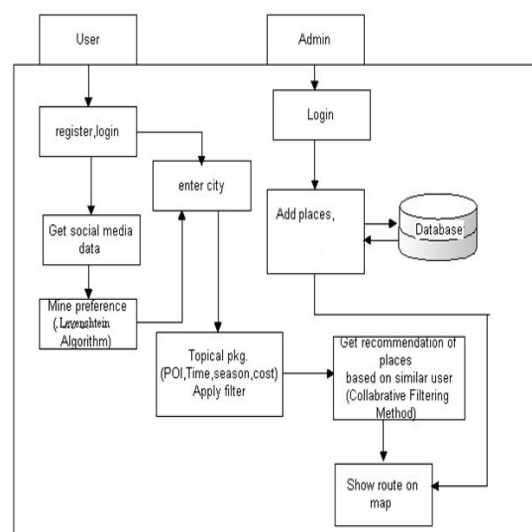 User
Admin
register,login
Login
enter city
Add places,
Database
Get social media
data
Mine preference
(.Levenshtein
Algorithm)
Topical pkg.
(POI,Time,season,cost)
Apply filter
Get recommendation of
places
based on similar user
(Collabrative Filtering
Method)
Show route on
map